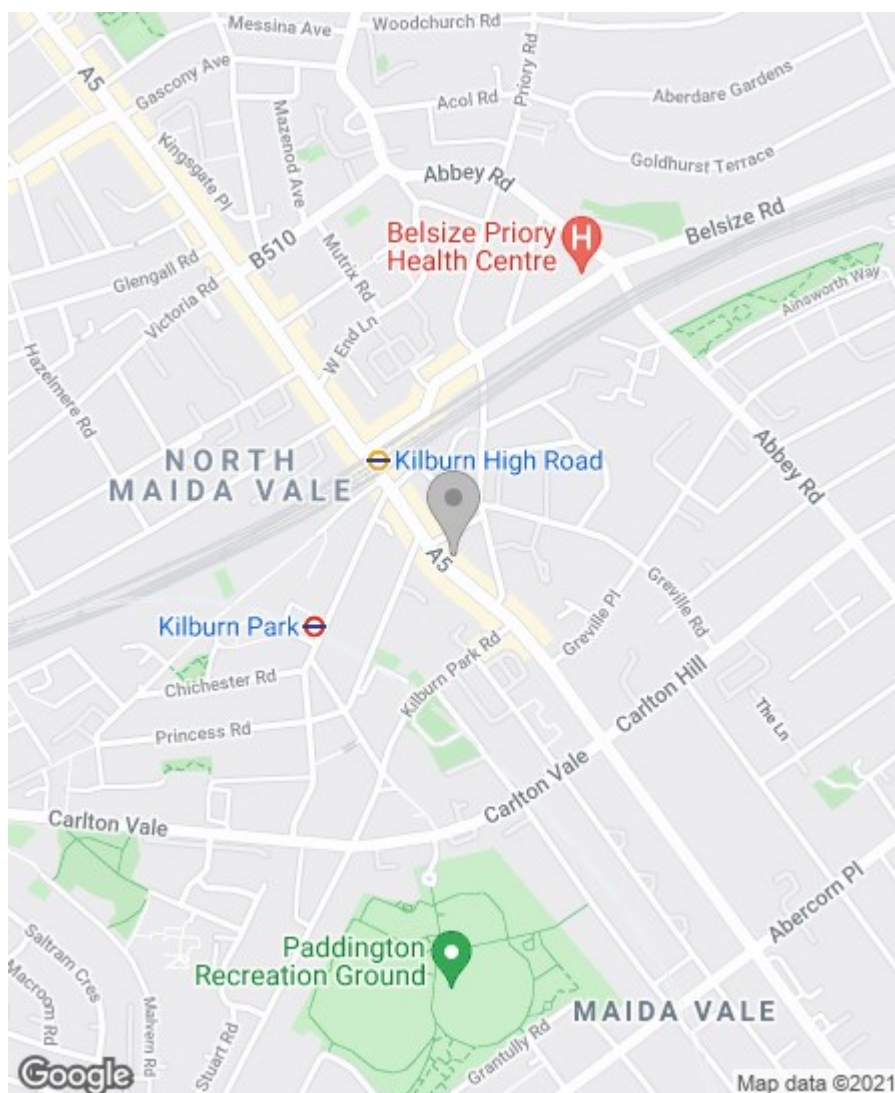 Messina Ave
Woodchurch Rd
A5
Gascony Ave
Priory Rd
Acol Rd
Aberdare Gardens
Mazenod Ave
Kingsgate Pl
Goldhurst Terrace
Abbey Rd
Belsize Priory
Health Centre
H
Belsize Rd
B510
Mutrix Rd
Glengall Rd
Victoria Rd
Ainsworth Way
W End Ln
Hazelmere Rd
Abbey Rd
NORTH
MAIDA VALE
Kilburn High Road
A5
Greville Rd
Greville Pl
Kilburn Park
Kilburn Park Rd
Chichester Rd
Carlton Hill
The Ln
Princess Rd
Carlton Vale
Carlton Vale
Abercorn Pl
Paddington
Recreation Ground
Saltram Cres
Macroom Rd
Malvern Rd
Stuart Rd
MAIDA VALE
Grantully Rd
Google
Map data ©2021